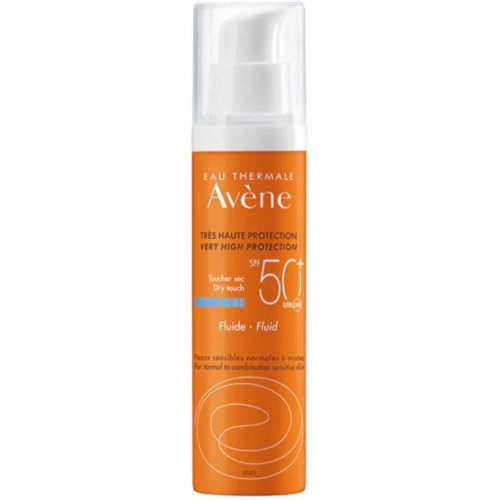 EAU THERMALE
Avène
TRÈS HAUTE PROTECTION
VERY HIGH PROTECTION
Toucher sec
Dry touch
SPF 50+
Fluide - Fluid
Peaux sensibles normales à mixtes
For normal to combination sensitive skin